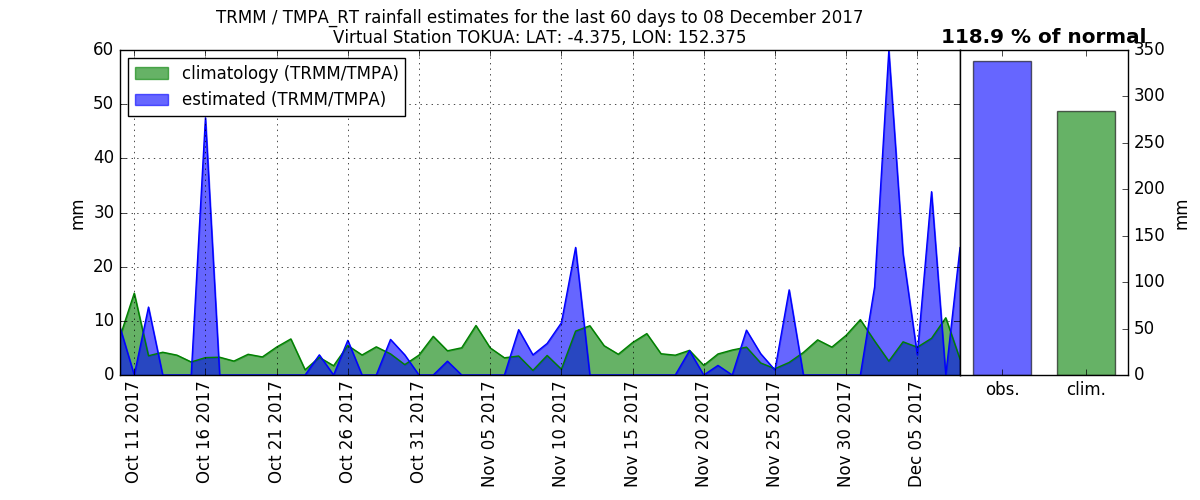 TRMM / TMPA_RT rainfall estimates for the last 60 days to 08 December 2017
Virtual Station TOKUA: LAT: -4.375, LON: 152.375
118.9 % of normal
climatology (TRMM/TMPA)
estimated (TRMM/TMPA)
60
50
40
30
20
10
0
mm
350
300
250
200
150
100
50
0
mm
Oct 11 2017
Oct 16 2017
Oct 21 2017
Oct 26 2017
Oct 31 2017
Nov 05 2017
Nov 10 2017
Nov 15 2017
Nov 20 2017
Nov 25 2017
Nov 30 2017
Dec 05 2017
obs.
clim.